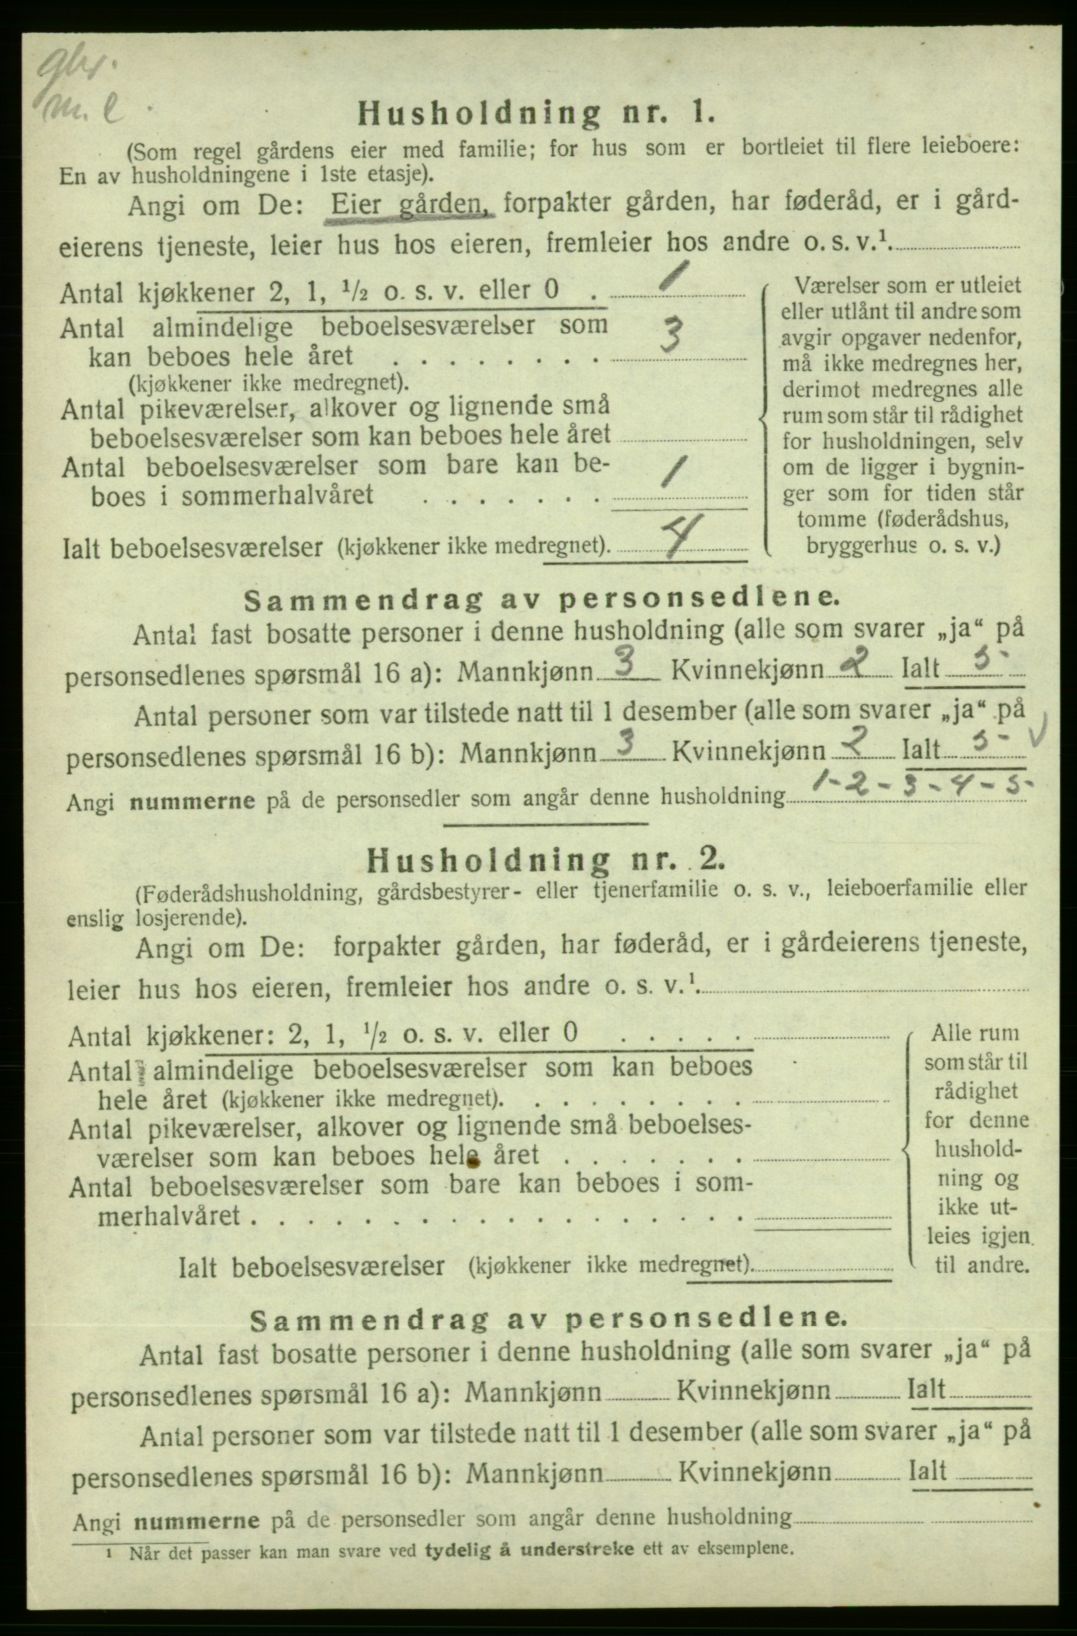 gbr.
m. e
Husholdning nr. 1.
(Som regel gårdens eier med familie; for hus som er bortleiet til flere leieboere:
En av husholdningene i 1ste etasje).
Angi om De: Eier gården, forpakter gården, har føderåd, er i gård-
eierens tjeneste, leier hus hos eieren, fremleier hos andre o. s. v.¹.
Antal kjøkkener 2, 1, ½ o. s. v. eller 0 . 1
Antal almindelige beboelsesværelser som
kan beboes hele året . . . . . . . . 3
(kjøkkener ikke medregnet).
Antal pikeværelser, alkover og lignende små
beboelsesværelser som kan beboes hele året
Antal beboelsesværelser som bare kan be-
boes i sommerhalvåret . . . . . . . 1
Ialt beboelsesværelser (kjøkkener ikke medregnet). 4
Værelser som er utleiet
eller utlånt til andre som
avgir opgaver nedenfor,
må ikke medregnes her,
derimot medregnes alle
rum som står til rådighet
for husholdningen, selv
om de ligger i bygnin-
ger som for tiden står
tomme (føderådshus,
bryggerhus o. s. v.)
Sammendrag av personsedlene.
Antal fast bosatte personer i denne husholdning (alle som svarer „ja“ på
personsedlenes spørsmål 16 a): Mannkjønn 3 Kvinnekjønn 2 Ialt 5
Antal personer som var tilstede natt til 1 desember (alle som svarer „ja“ på
personsedlenes spørsmål 16 b): Mannkjønn 3 Kvinnekjønn 2 Ialt 5 √
Angi nummerne på de personsedler som angår denne husholdning 1-2-3-4-5-
Husholdning nr. 2.
(Føderådshusholdning, gårdsbestyrer- eller tjenerfamilie o. s. v., leieboerfamilie eller
enslig losjerende).
Angi om De: forpakter gården, har føderåd, er i gårdeierens tjeneste,
leier hus hos eieren, fremleier hos andre o. s. v.¹.
Antal kjøkkener: 2, 1, ½ o. s. v. eller 0 . . . . .
Antal almindelige beboelsesværelser som kan beboes
hele året (kjøkkener ikke medregnet). . . . . . . . .
Antal pikeværelser, alkover og lignende små beboelses-
værelser som kan beboes hele året . . . . . . .
Antal beboelsesværelser som bare kan beboes i som-
merhalvåret . . . . . . . . . . . . . . . . . .
Ialt beboelsesværelser (kjøkkener ikke medregnet).
Alle rum
som står til
rådighet
for denne
hushold-
ning og
ikke ut-
leies igjen
til andre.
Sammendrag av personsedlene.
Antal fast bosatte personer i denne husholdning (alle som svarer „ja“ på
personsedlenes spørsmål 16 a): Mannkjønn Kvinnekjønn Ialt
Antal personer som var tilstede natt til 1 desember (alle som svarer „ja“ på
personsedlenes spørsmål 16 b): Mannkjønn Kvinnekjønn Ialt
Angi nummerne på de personsedler som angår denne husholdning
¹ Når det passer kan man svare ved tydelig å understreke ett av eksemplene.